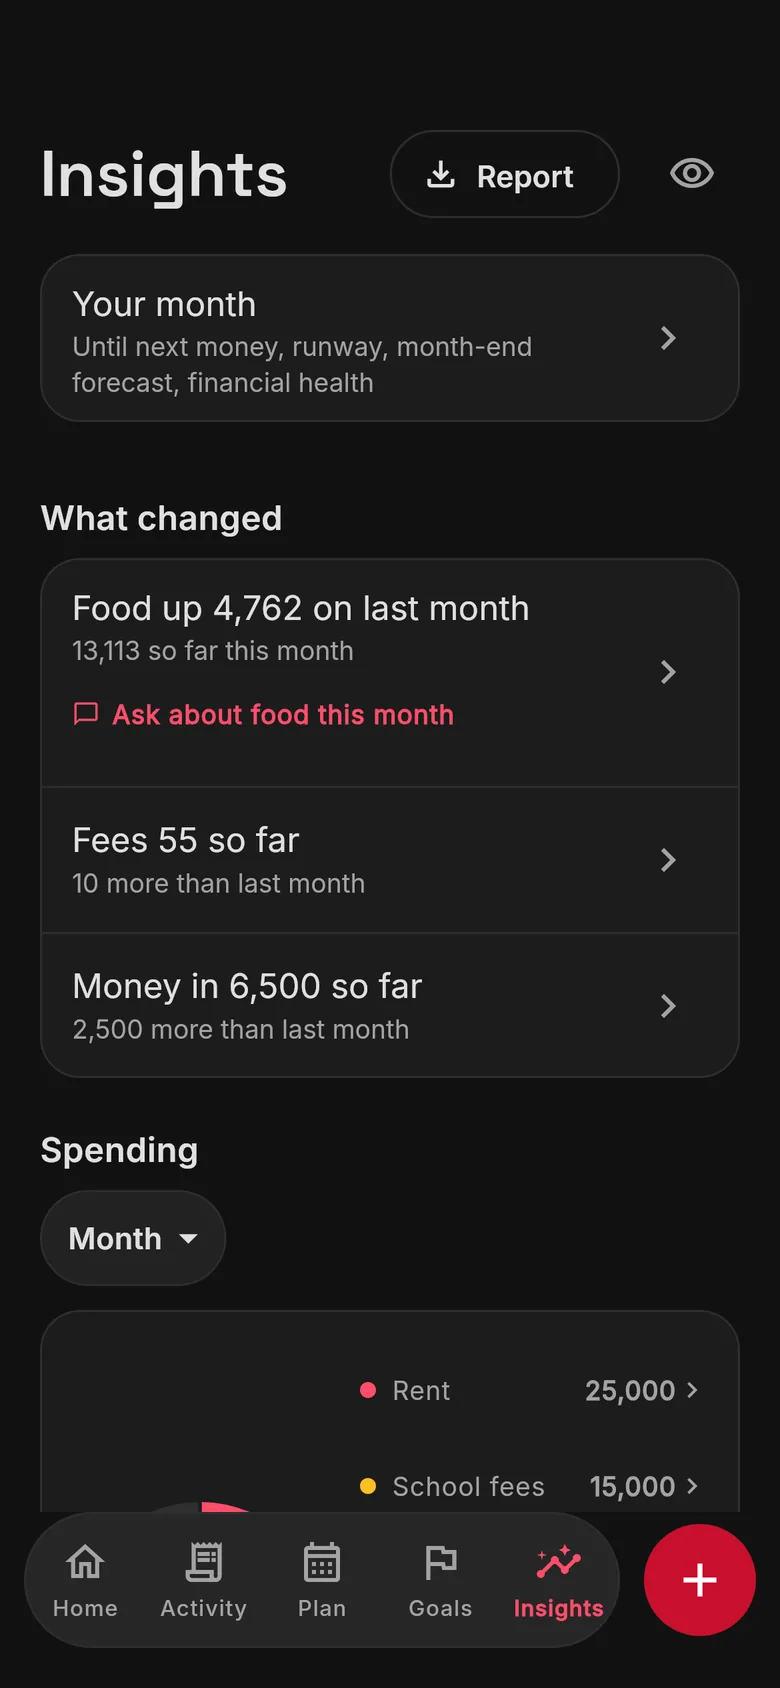 Insights
Report
Your month
Until next money, runway, month-end
forecast, financial health
What changed
Food up 4,762 on last month
13,113 so far this month
Ask about food this month
Fees 55 so far
10 more than last month
Money in 6,500 so far
2,500 more than last month
Spending
Month
Rent 25,000
School fees 15,000
Home Activity Plan Goals Insights